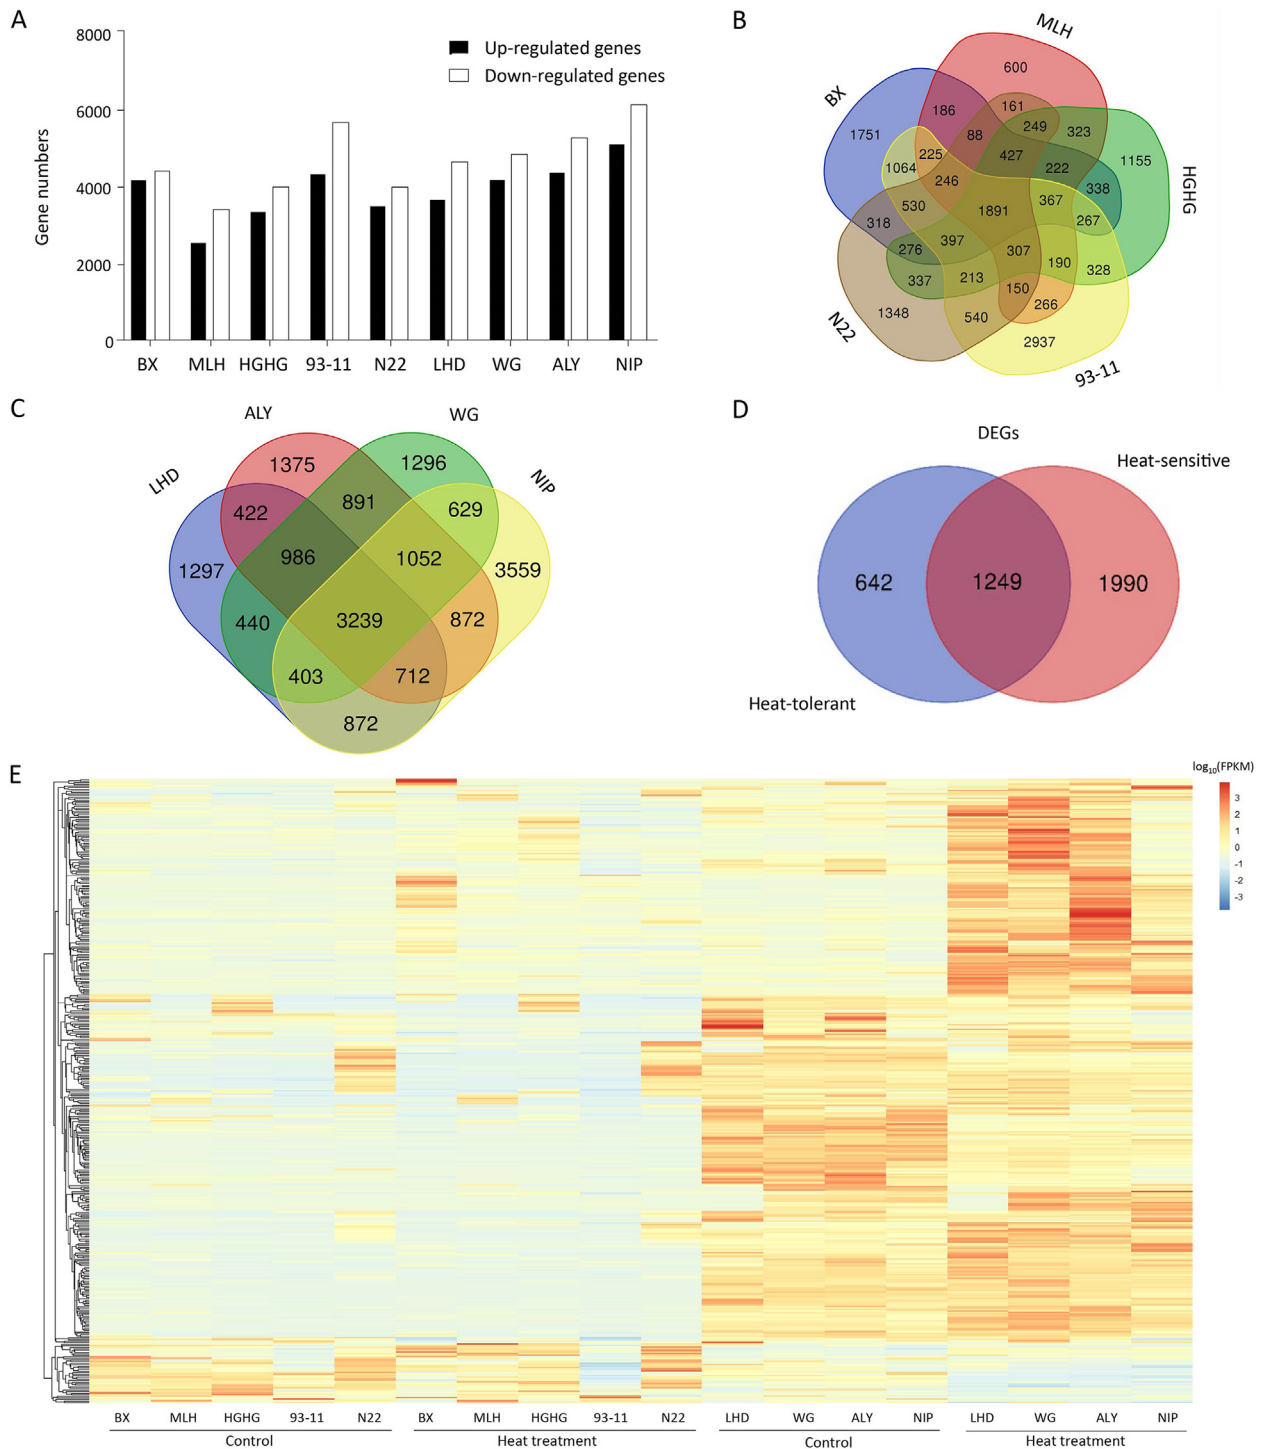 A
8000
6000
4000
2000
0
Gene numbers
Up-regulated genes
Down-regulated genes
BX MLH HGHG 93-11 N22 LHD WG ALY NIP
B
MLH
BX
HGHG
N22
93-11
600
161
186
88
249
323
1751
225
427
1155
1064
222
246
338
367
530
1891
267
318
397
276
307
190
328
337
213
150
266
1348
540
2937
C
ALY
WG
LHD
NIP
1375
1296
422
891
629
986
1052
1297
3559
440
3239
872
403
712
872
D
DEGs
Heat-sensitive
642
1249
1990
Heat-tolerant
E
log10(FPKM)
3
2
1
0
-1
-2
-3
BX MLH HGHG 93-11 N22 BX MLH HGHG 93-11 N22 LHD WG ALY NIP LHD WG ALY NIP
Control Heat treatment Control Heat treatment